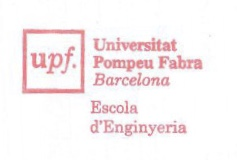 upf.
Universitat
Pompeu Fabra
Barcelona
Escola
d'Enginyeria